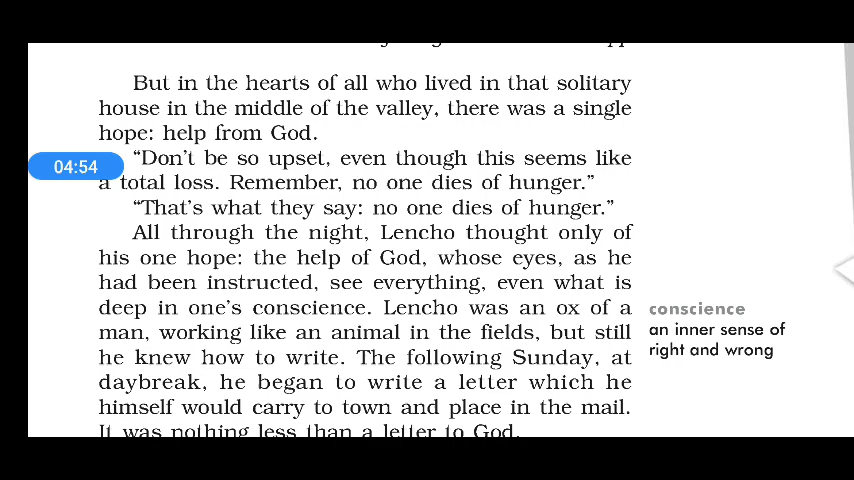 But in the hearts of all who lived in that solitary
house in the middle of the valley, there was a single
hope: help from God.
“Don’t be so upset, even though this seems like
04:54
a total loss. Remember, no one dies of hunger.”
“That’s what they say: no one dies of hunger.”
All through the night, Lencho thought only of
his one hope: the help of God, whose eyes, as he
had been instructed, see everything, even what is
deep in one’s conscience. Lencho was an ox of a
man, working like an animal in the fields, but still
he knew how to write. The following Sunday, at
daybreak, he began to write a letter which he
himself would carry to town and place in the mail.
It was nothing less than a letter to God.
conscience
an inner sense of
right and wrong